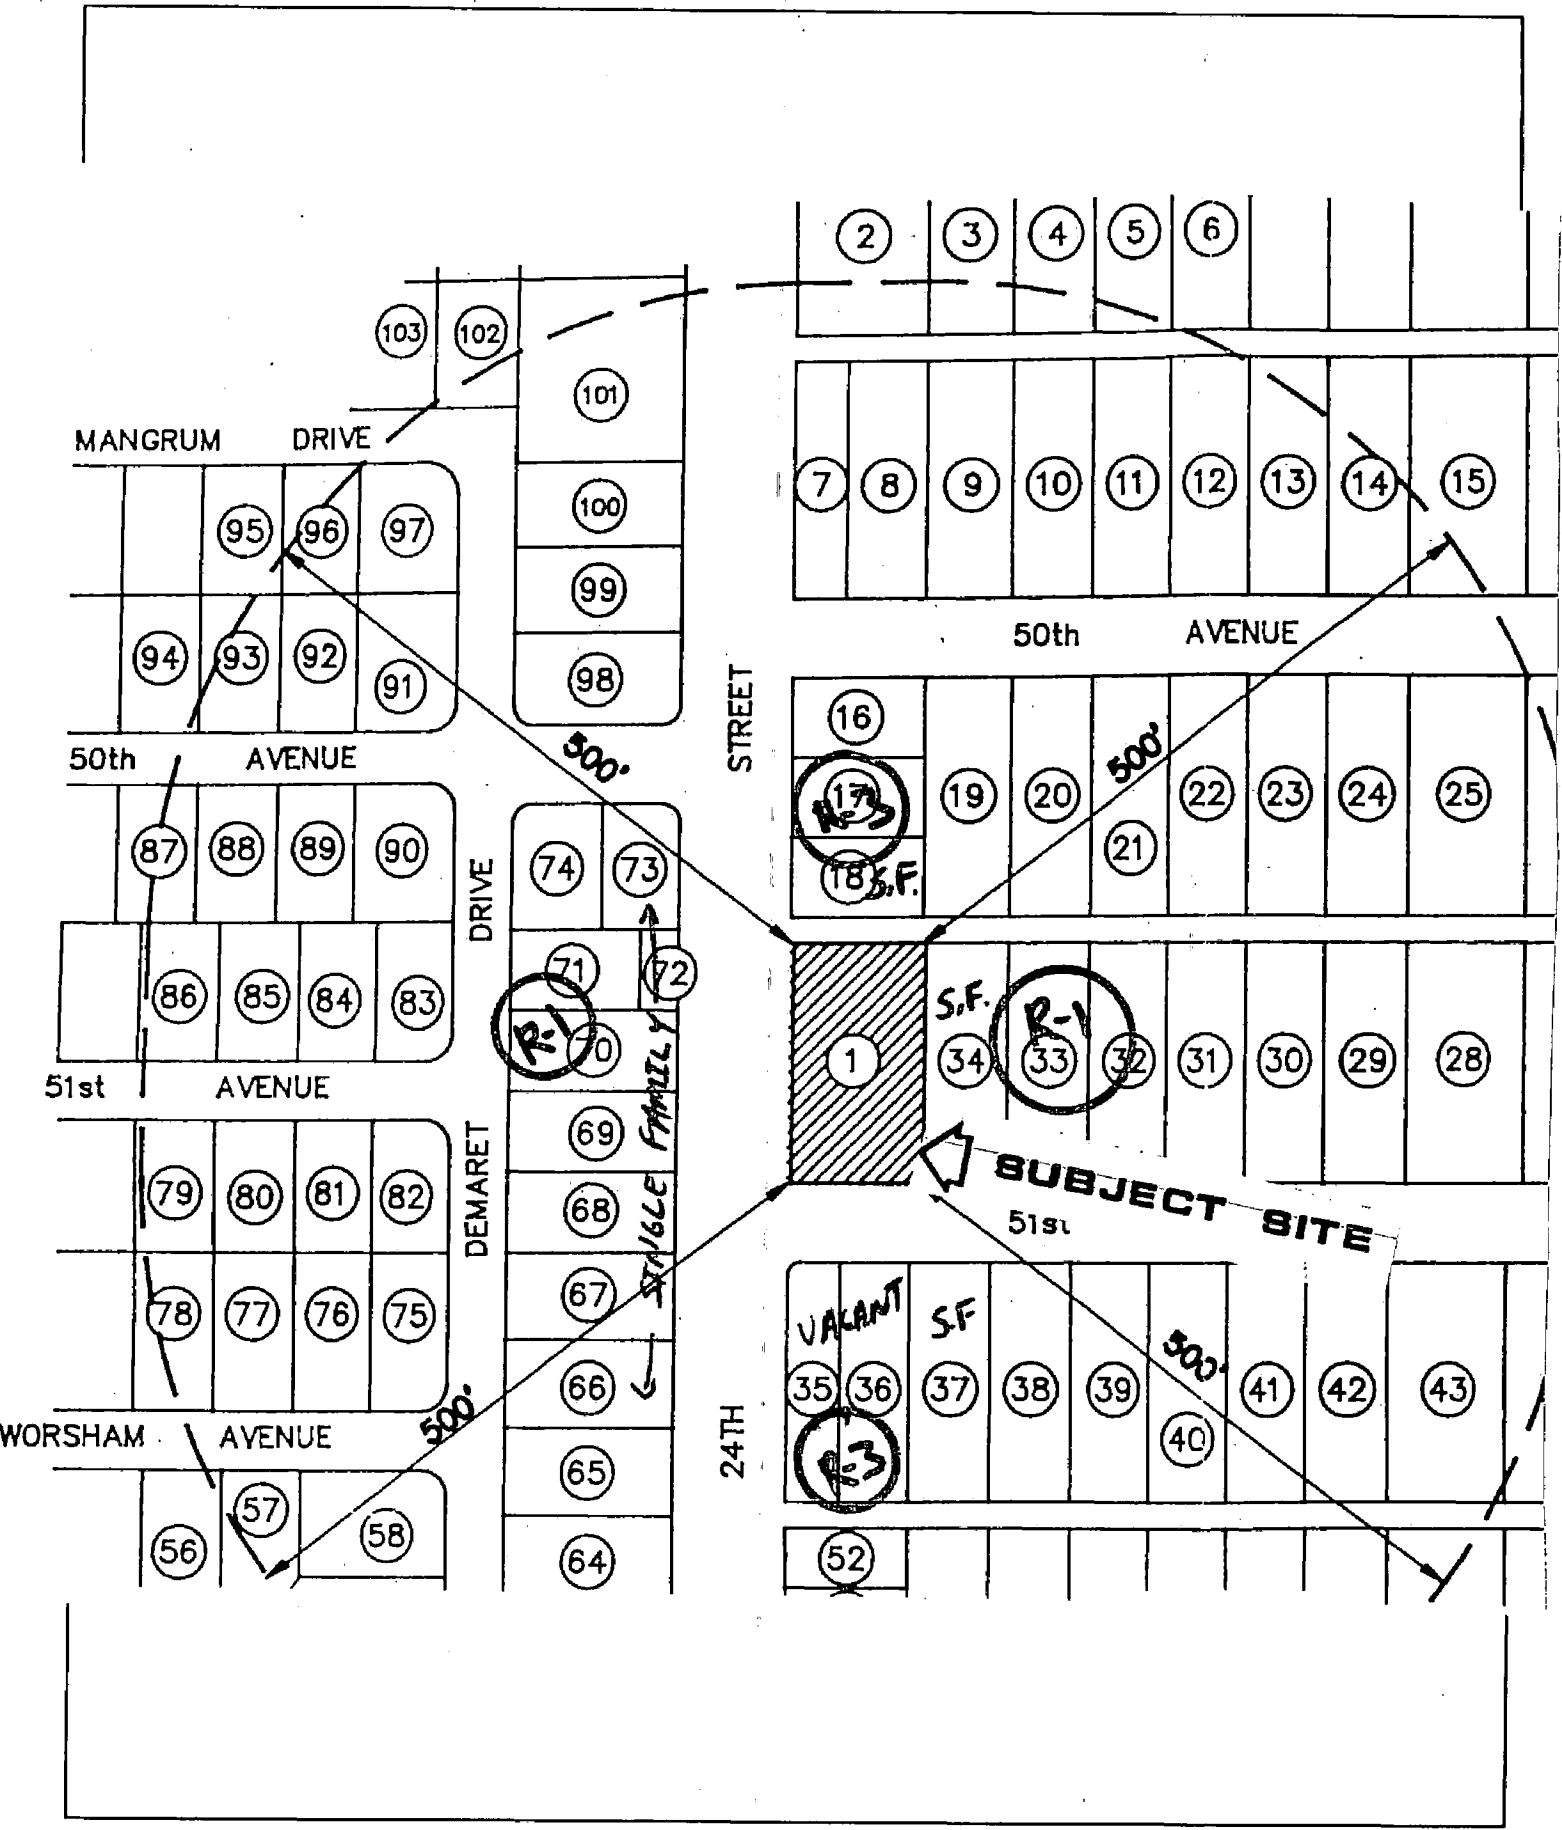 2 3 4 5 6
103 102
101
MANGRUM DRIVE
95 96 97
100
7 8 9 10 11 12 13 14 15
99
94 93 92 91
98
50th AVENUE
STREET
16
50th AVENUE
500'
500'
17
R-3
18 S.F.
19 20 21 22 23 24 25
87 88 89 90
74 73
DRIVE
71 72
86 85 84 83
R-1
70
1
S.F.
R-1
34 33 32 31 30 29 28
51st AVENUE
69
SINGLE FAMILY
DEMARET
79 80 81 82
68
SUBJECT SITE
51st
78 77 76 75
67
VACANT S.F
66
35 36 37 38 39 40 41 42 43
500'
500'
WORSHAM AVENUE
24TH
R-3
65
57
56 58
64
52